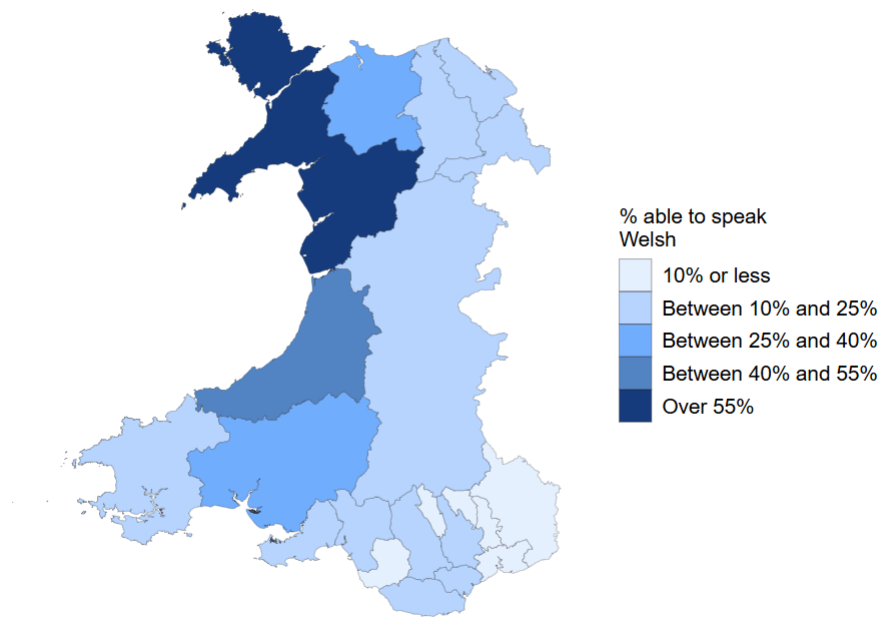 % able to speak
Welsh
10% or less
Between 10% and 25%
Between 25% and 40%
Between 40% and 55%
Over 55%